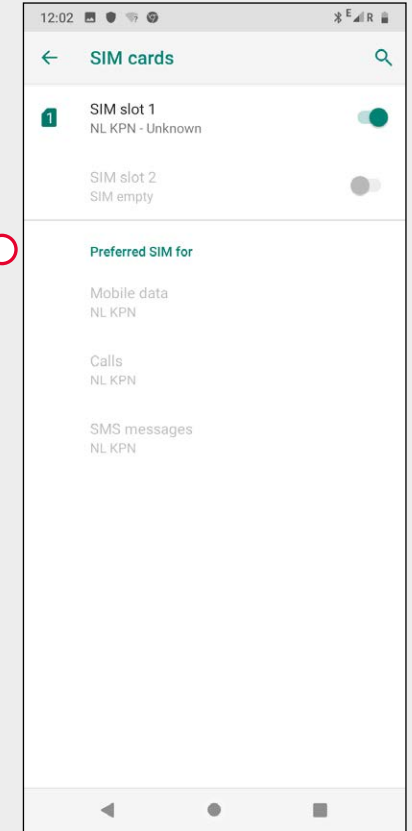 12:02 E R
SIM cards
1 SIM slot 1
NL KPN - Unknown
SIM slot 2
SIM empty
Preferred SIM for
Mobile data
NL KPN
Calls
NL KPN
SMS messages
NL KPN